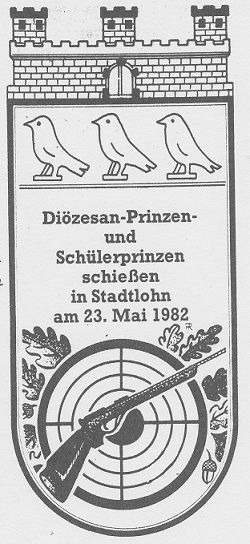 Diözesan-Prinzen-
und
Schülerprinzen
schießen
in Stadtlohn
am 23. Mai 1982